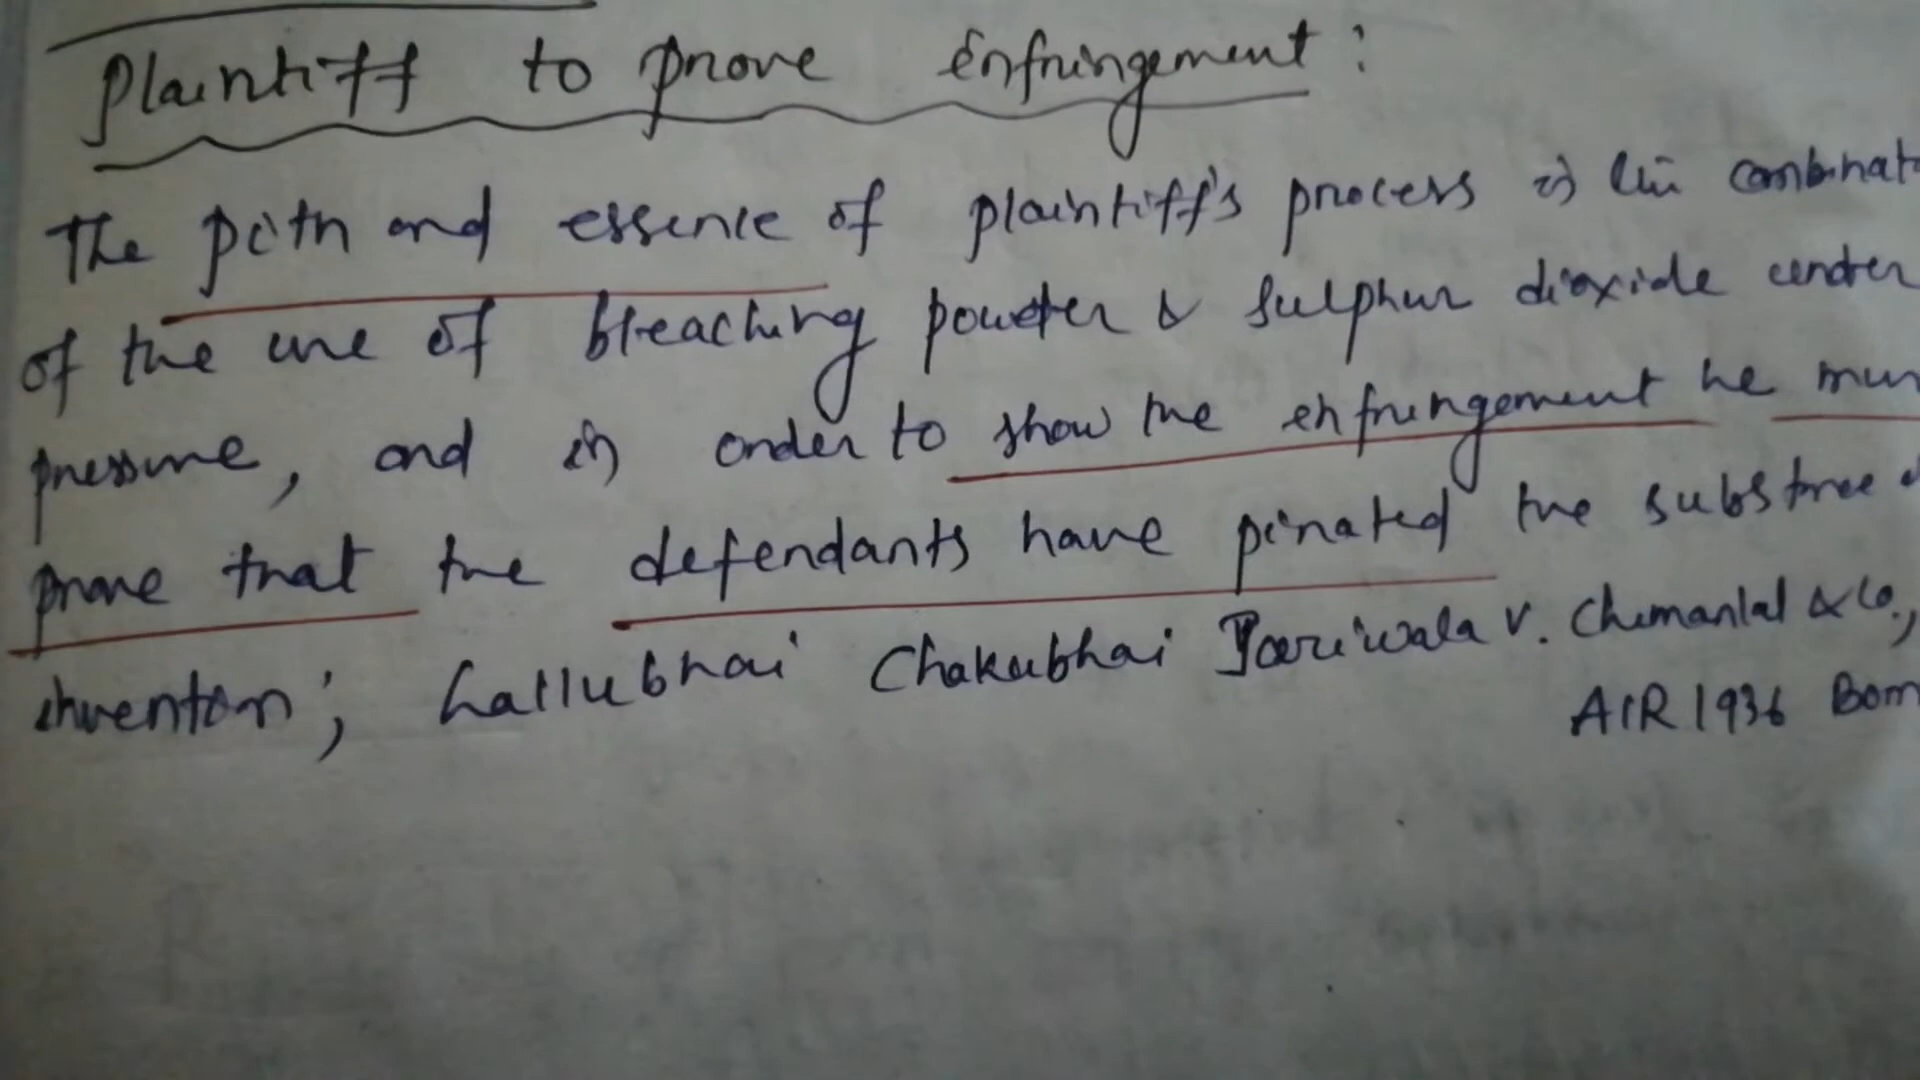 Plaintiff to prove infringement:
The pith and essence of plaintiff's process is the combinat
of the use of bleaching powder & sulphur dioxide under
pressure, and in order to show the infringement he mus
prove that the defendants have pirated the substnce
invention; Lallubhai Chakubhai Jariwala v. Chimanlal & Co.,
AIR 1936 Bom